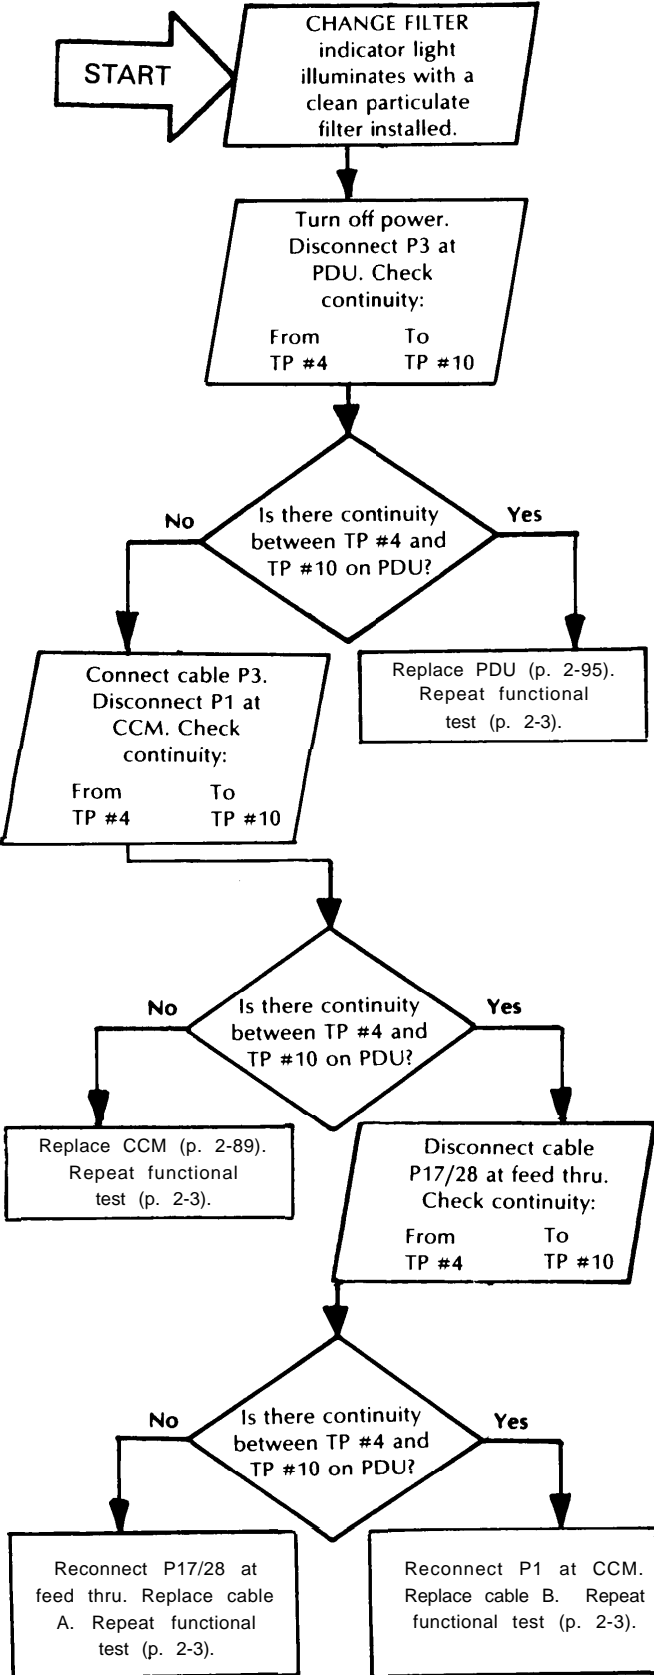 START
CHANGE FILTER
indicator light
illuminates with a
clean particulate
filter installed.
Turn off power.
Disconnect P3 at
PDU. Check
continuity:
From To
TP #4 TP #10
Is there continuity
between TP #4 and
TP #10 on PDU?
No
Yes
Connect cable P3.
Disconnect P1 at
CCM. Check
continuity:
From To
TP #4 TP #10
Replace PDU (p. 2-95).
Repeat functional
test (p. 2-3).
Is there continuity
between TP #4 and
TP #10 on PDU?
No
Yes
Replace CCM (p. 2-89).
Repeat functional
test (p. 2-3).
Disconnect cable
P17/28 at feed thru.
Check continuity:
From To
TP #4 TP #10
Is there continuity
between TP #4 and
TP #10 on PDU?
No
Yes
Reconnect P17/28 at
feed thru. Replace cable
A. Repeat functional
test (p. 2-3).
Reconnect P1 at CCM.
Replace cable B. Repeat
functional test (p. 2-3).